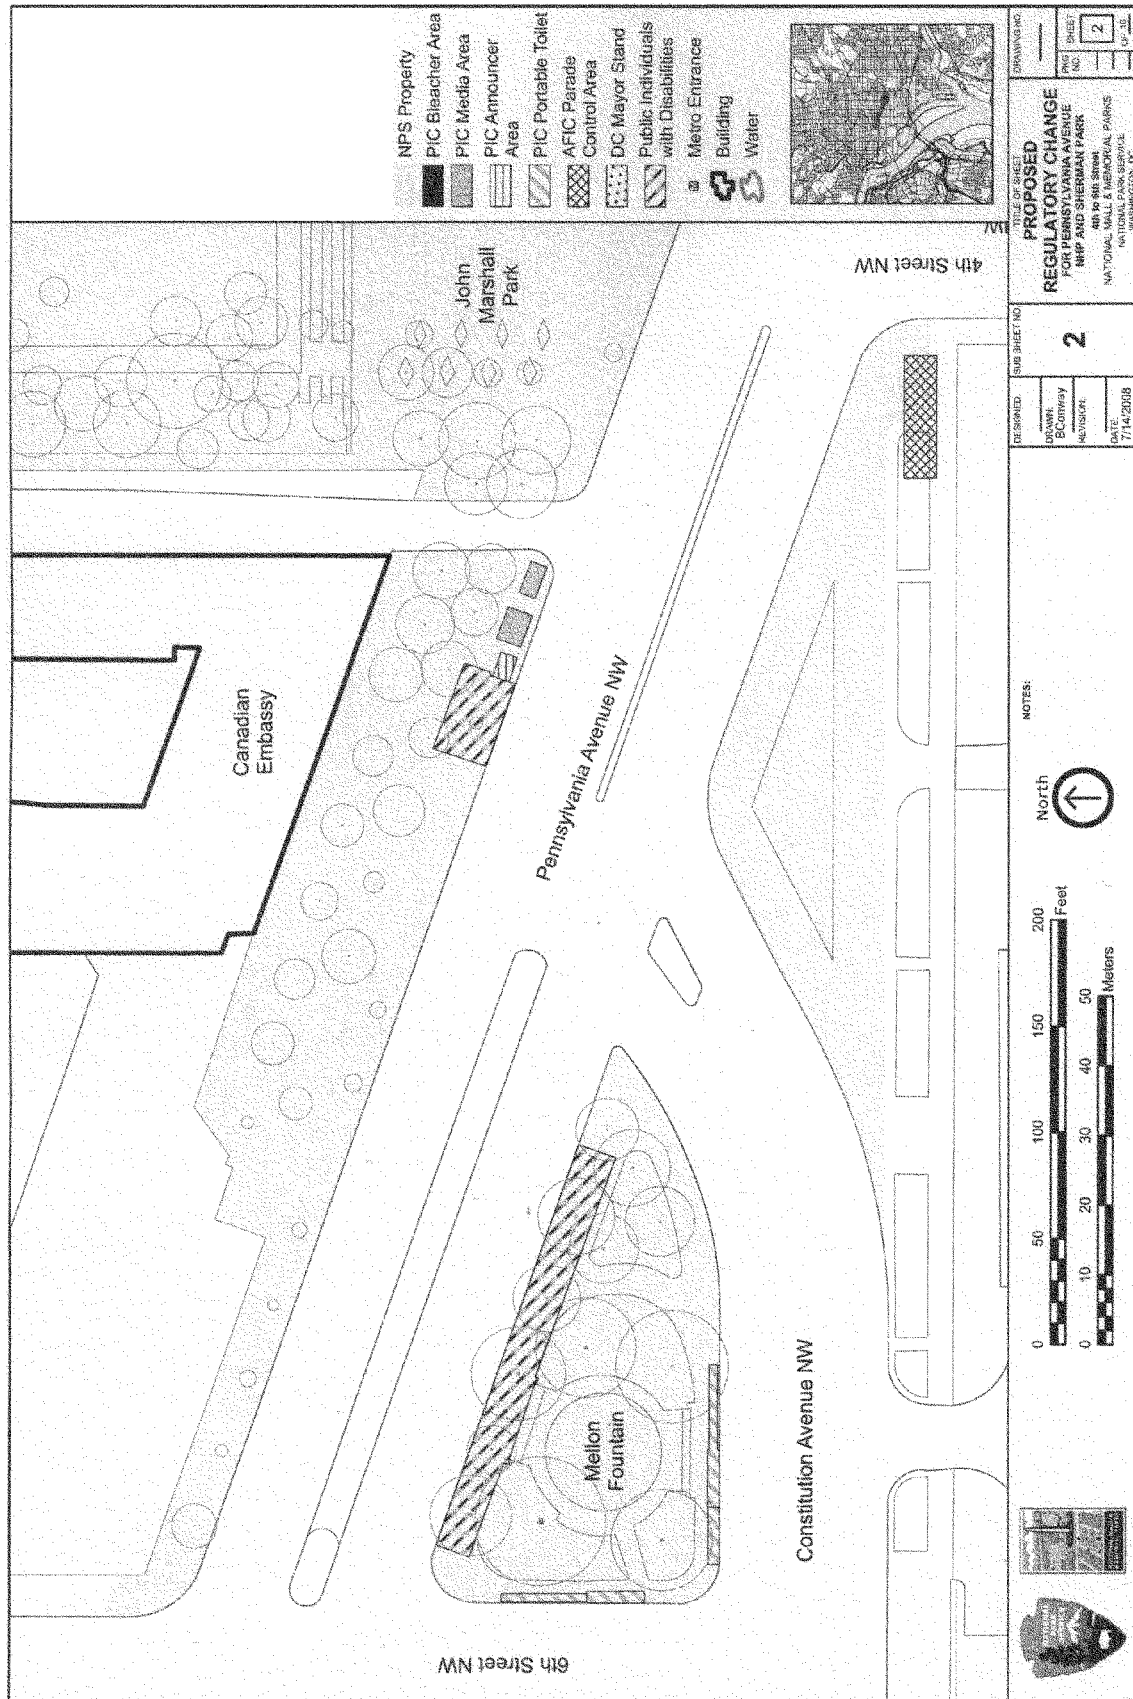 NPS Property
PIC Bleacher Area
PIC Media Area
PIC Announcer
Area
PIC Portable Toilet
AFIC Parade
Control Area
DC Mayor Stand
Public Individuals
with Disabilities
Metro Entrance
Building
Water
John
Marshall
Park
4th Street NW
Canadian
Embassy
Pennsylvania Avenue NW
Mellon
Fountain
Constitution Avenue NW
6th Street NW
0 50 100 150 200
Feet
0 10 20 30 40 50
Meters
North
NOTES:
DESIGNED:
DRAWN:
BConway
REVISION:
DATE:
7/14/2008
SUB SHEET NO.
2
TITLE OF SHEET
PROPOSED
REGULATORY CHANGE
FOR PENNSYLVANIA AVENUE
NHP AND SHERMAN PARK
4th to 6th Street
NATIONAL MALL & MEMORIAL PARKS
NATIONAL PARK SERVICE
WASHINGTON, DC
DRAWING NO.
PKG
NO.
SHEET
2